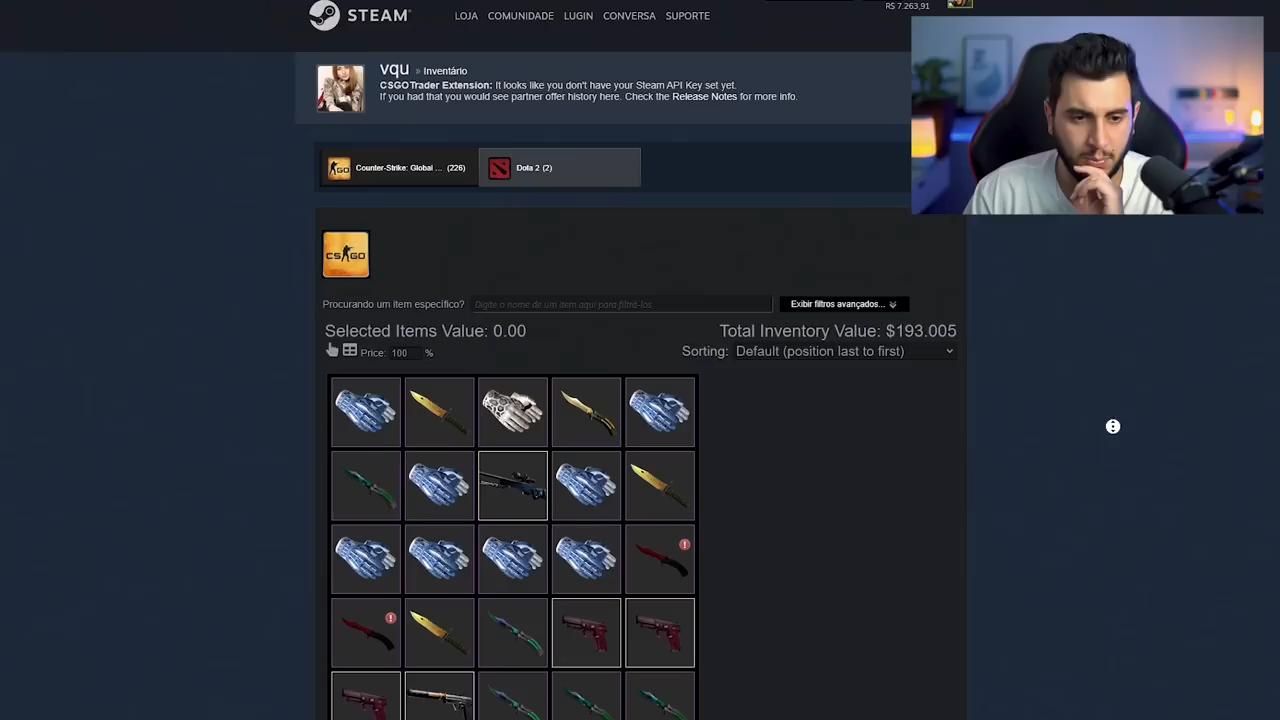 R$ 7.263,91
STEAM®
LOJA COMUNIDADE LUGIN CONVERSA SUPORTE
vqu » Inventário
CSGOTrader Extension: It looks like you don't have your Steam API Key set yet.
If you had that you would see partner offer history here. Check the Release Notes for more info.
Counter-Strike: Global ... (226)
Dota 2 (2)
CS GO
Procurando um item específico? Digite o nome de um item aqui para filtrá-los Exibir filtros avançados...
Selected Items Value: 0.00 Total Inventory Value: $193.005
Price: 100 % Sorting: Default (position last to first)